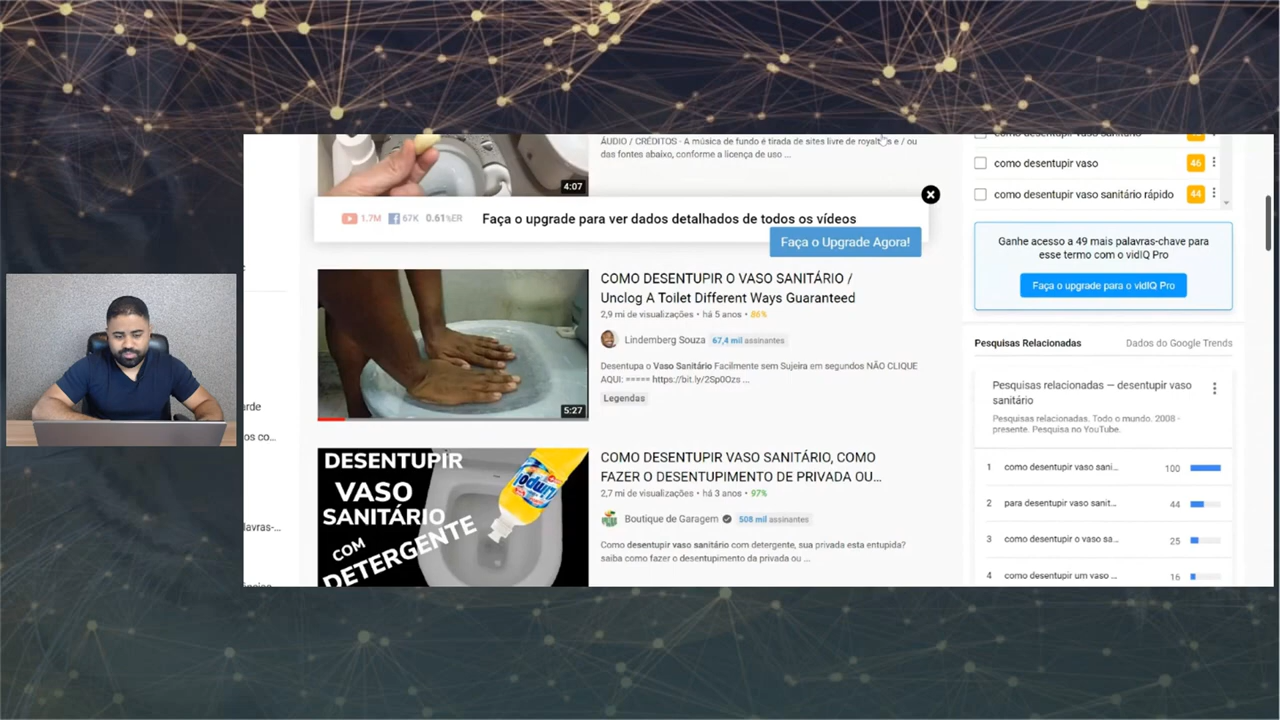 ÁUDIO / CRÉDITOS - A música de fundo é tirada de sites livre de royalties e / ou
das fontes abaixo, conforme a licença de uso ...
4:07
1.7M 67K 0.61%ER
Faça o upgrade para ver dados detalhados de todos os vídeos
Faça o Upgrade Agora!
COMO DESENTUPIR O VASO SANITÁRIO /
Unclog A Toilet Different Ways Guaranteed
2,9 mi de visualizações • há 5 anos • 86%
Lindemberg Souza 67,4 mil assinantes
Desentupa o Vaso Sanitário Facilmente sem Sujeira em segundos NÃO CLIQUE
AQUI: ===== https://bit.ly/2Sp0Ozs ...
Legendas
5:27
DESENTUPIR
VASO
SANITÁRIO
COM
DETERGENTE
COMO DESENTUPIR VASO SANITÁRIO, COMO
FAZER O DESENTUPIMENTO DE PRIVADA OU...
2,7 mi de visualizações • há 3 anos • 97%
Boutique de Garagem 508 mil assinantes
Como desentupir vaso sanitário com detergente, sua privada esta entupida?
saiba como fazer o desentupimento da privada ou ...
arde
os co...
lavras-...
como desentupir vaso sanitário
como desentupir vaso 46
como desentupir vaso sanitário rápido 44
Ganhe acesso a 49 mais palavras-chave para
esse termo com o vidIQ Pro
Faça o upgrade para o vidIQ Pro
Pesquisas Relacionadas Dados do Google Trends
Pesquisas relacionadas — desentupir vaso
sanitário
Pesquisas relacionadas. Todo o mundo. 2008 -
presente. Pesquisa no YouTube.
1 como desentupir vaso sani... 100
2 para desentupir vaso sanit... 44
3 como desentupir o vaso sa... 25
4 como desentupir um vaso ... 16